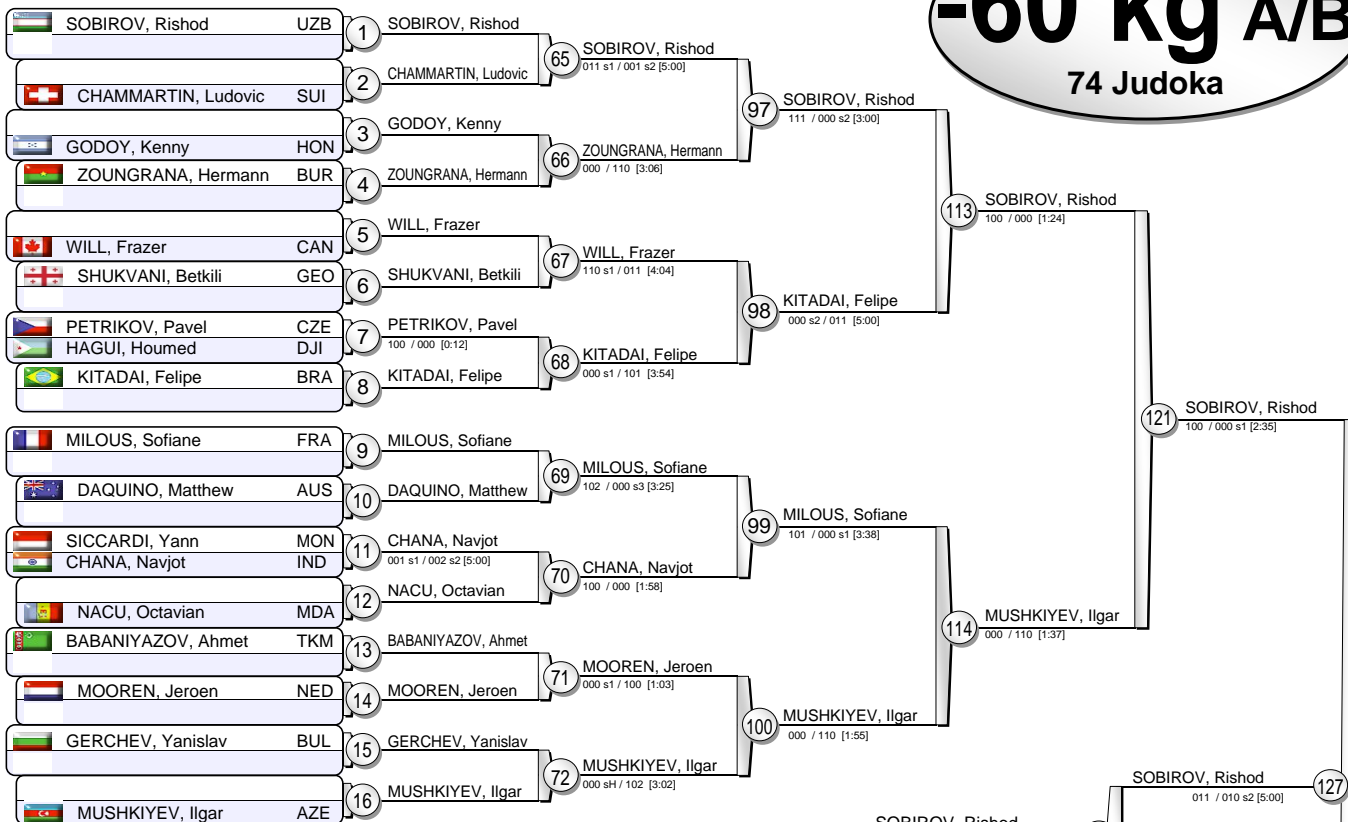 -60 kg A/B
74 Judoka
SOBIROV, Rishod UZB
CHAMMARTIN, Ludovic SUI
GODOY, Kenny HON
ZOUNGRANA, Hermann BUR
WILL, Frazer CAN
SHUKVANI, Betkili GEO
PETRIKOV, Pavel CZE
HAGUI, Houmed DJI
KITADAI, Felipe BRA
MILOUS, Sofiane FRA
DAQUINO, Matthew AUS
SICCARDI, Yann MON
CHANA, Navjot IND
NACU, Octavian MDA
BABANIYAZOV, Ahmet TKM
MOOREN, Jeroen NED
GERCHEV, Yanislav BUL
MUSHKIYEV, Ilgar AZE
1 SOBIROV, Rishod
2 CHAMMARTIN, Ludovic
3 GODOY, Kenny
4 ZOUNGRANA, Hermann
5 WILL, Frazer
6 SHUKVANI, Betkili
7 PETRIKOV, Pavel
100 / 000 [0:12]
8 KITADAI, Felipe
9 MILOUS, Sofiane
10 DAQUINO, Matthew
11 CHANA, Navjot
001 s1 / 002 s2 [5:00]
12 NACU, Octavian
13 BABANIYAZOV, Ahmet
14 MOOREN, Jeroen
15 GERCHEV, Yanislav
16 MUSHKIYEV, Ilgar
65 SOBIROV, Rishod
011 s1 / 001 s2 [5:00]
66 ZOUNGRANA, Hermann
000 / 110 [3:06]
67 WILL, Frazer
110 s1 / 011 [4:04]
68 KITADAI, Felipe
000 s1 / 101 [3:54]
69 MILOUS, Sofiane
102 / 000 s3 [3:25]
70 CHANA, Navjot
100 / 000 [1:58]
71 MOOREN, Jeroen
000 s1 / 100 [1:03]
72 MUSHKIYEV, Ilgar
000 sH / 102 [3:02]
97 SOBIROV, Rishod
111 / 000 s2 [3:00]
98 KITADAI, Felipe
000 s2 / 011 [5:00]
99 MILOUS, Sofiane
101 / 000 s1 [3:38]
100 MUSHKIYEV, Ilgar
000 / 110 [1:55]
113 SOBIROV, Rishod
100 / 000 [1:24]
114 MUSHKIYEV, Ilgar
000 / 110 [1:37]
121 SOBIROV, Rishod
100 / 000 s1 [2:35]
SOBIROV, Rishod 127
011 / 010 s2 [5:00]
SOBIROV, Rishod